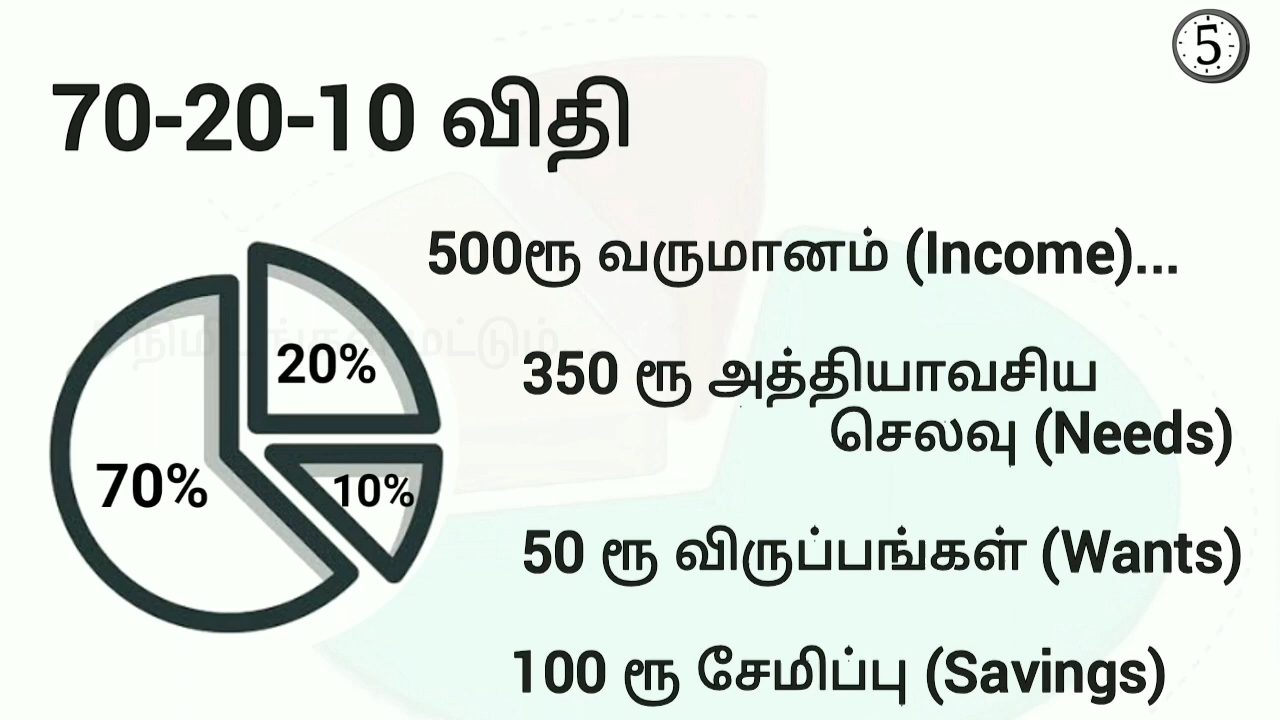 5
70-20-10 விதி
500ரூ வருமானம் (Income)...
20%
350 ரூ அத்தியாவசிய
செலவு (Needs)
70%
10%
50 ரூ விருப்பங்கள் (Wants)
100 ரூ சேமிப்பு (Savings)